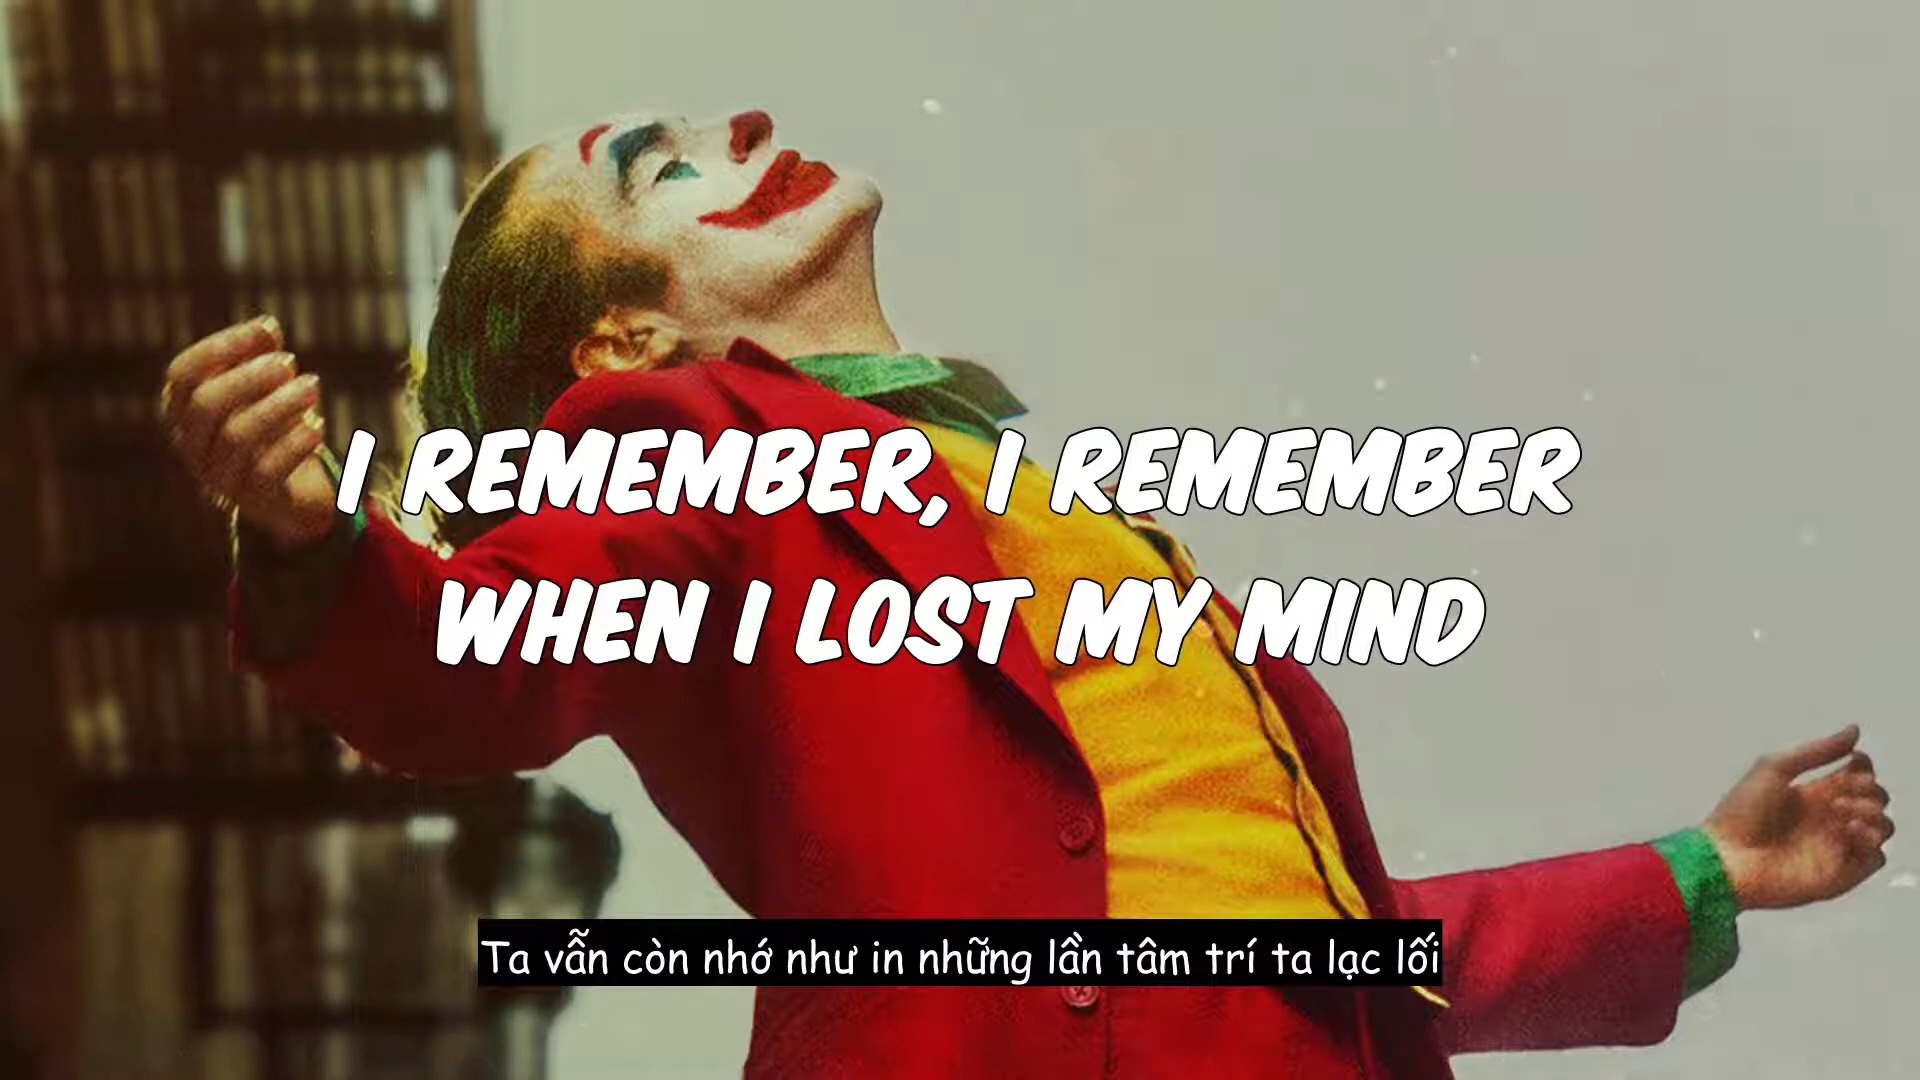 I REMEMBER, I REMEMBER
WHEN I LOST MY MIND
Ta vẫn còn nhớ như in những lần tâm trí ta lạc lối